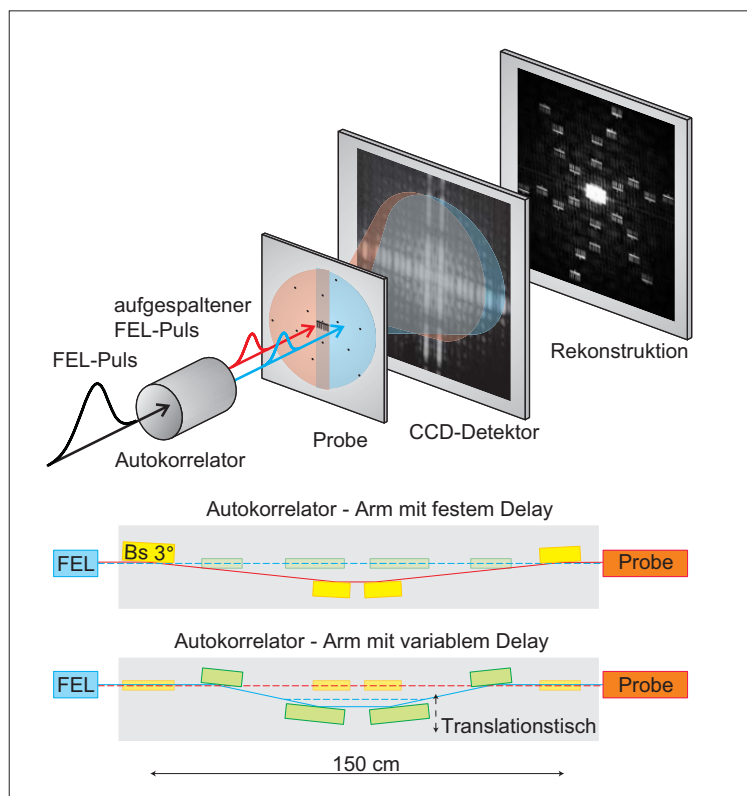 aufgespaltener
FEL-Puls
FEL-Puls
Autokorrelator
Probe
CCD-Detektor
Rekonstruktion
Autokorrelator - Arm mit festem Delay
FEL
Bs 3°
Probe
Autokorrelator - Arm mit variablem Delay
FEL
Probe
Translationstisch
150 cm